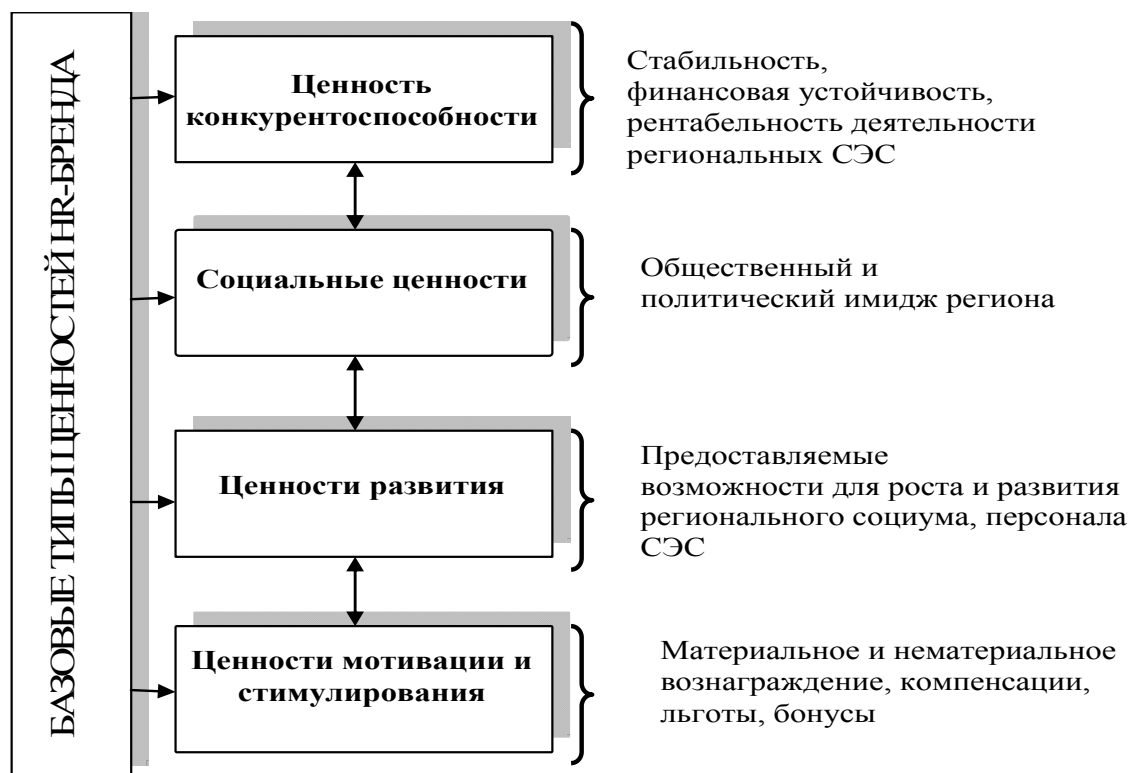 БАЗОВЫЕ ТИПЫ ЦЕННОСТЕЙ HR-БРЕНДА
Ценность
конкурентоспособности
Стабильность,
финансовая устойчивость,
рентабельность деятельности
региональных СЭС
Социальные ценности
Общественный и
политический имидж региона
Ценности развития
Предоставляемые
возможности для роста и развития
регионального социума, персонала
СЭС
Ценности мотивации и
стимулирования
Материальное и нематериальное
вознаграждение, компенсации,
льготы, бонусы